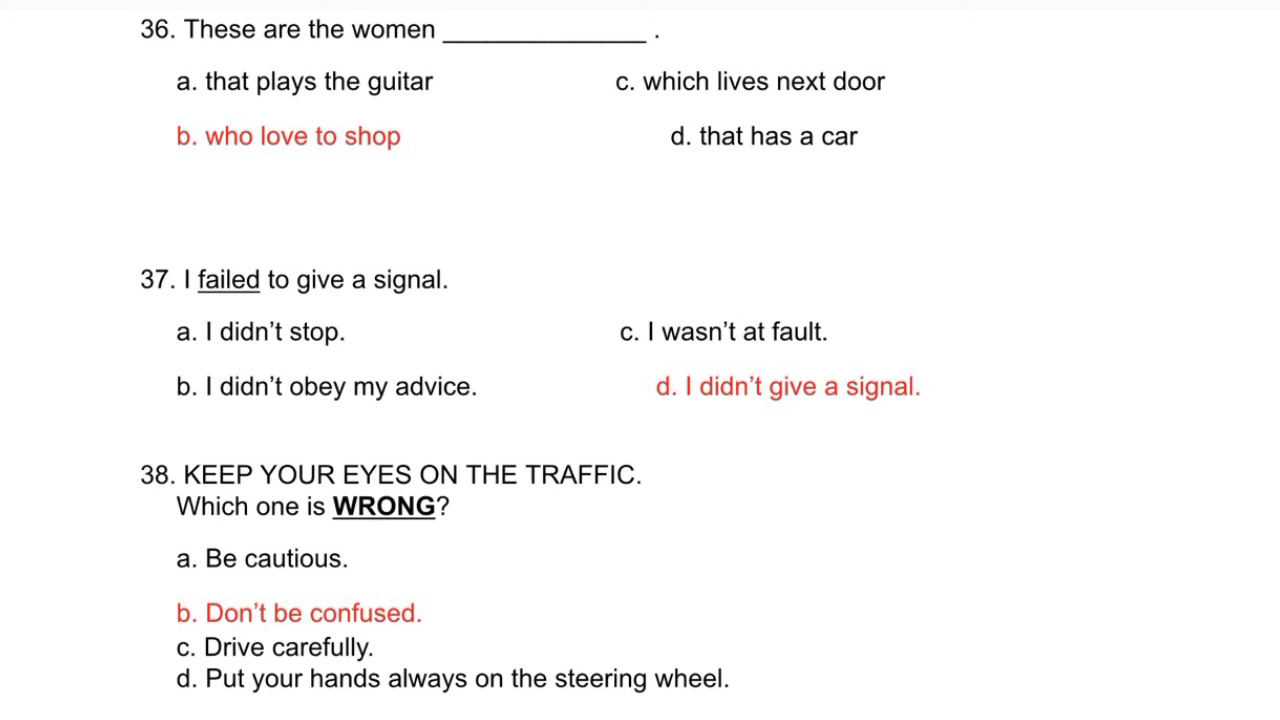 36. These are the women ______________ .
a. that plays the guitar
c. which lives next door
b. who love to shop
d. that has a car
37. I failed to give a signal.
a. I didn’t stop.
c. I wasn’t at fault.
b. I didn’t obey my advice.
d. I didn’t give a signal.
38. KEEP YOUR EYES ON THE TRAFFIC.
Which one is WRONG?
a. Be cautious.
b. Don’t be confused.
c. Drive carefully.
d. Put your hands always on the steering wheel.